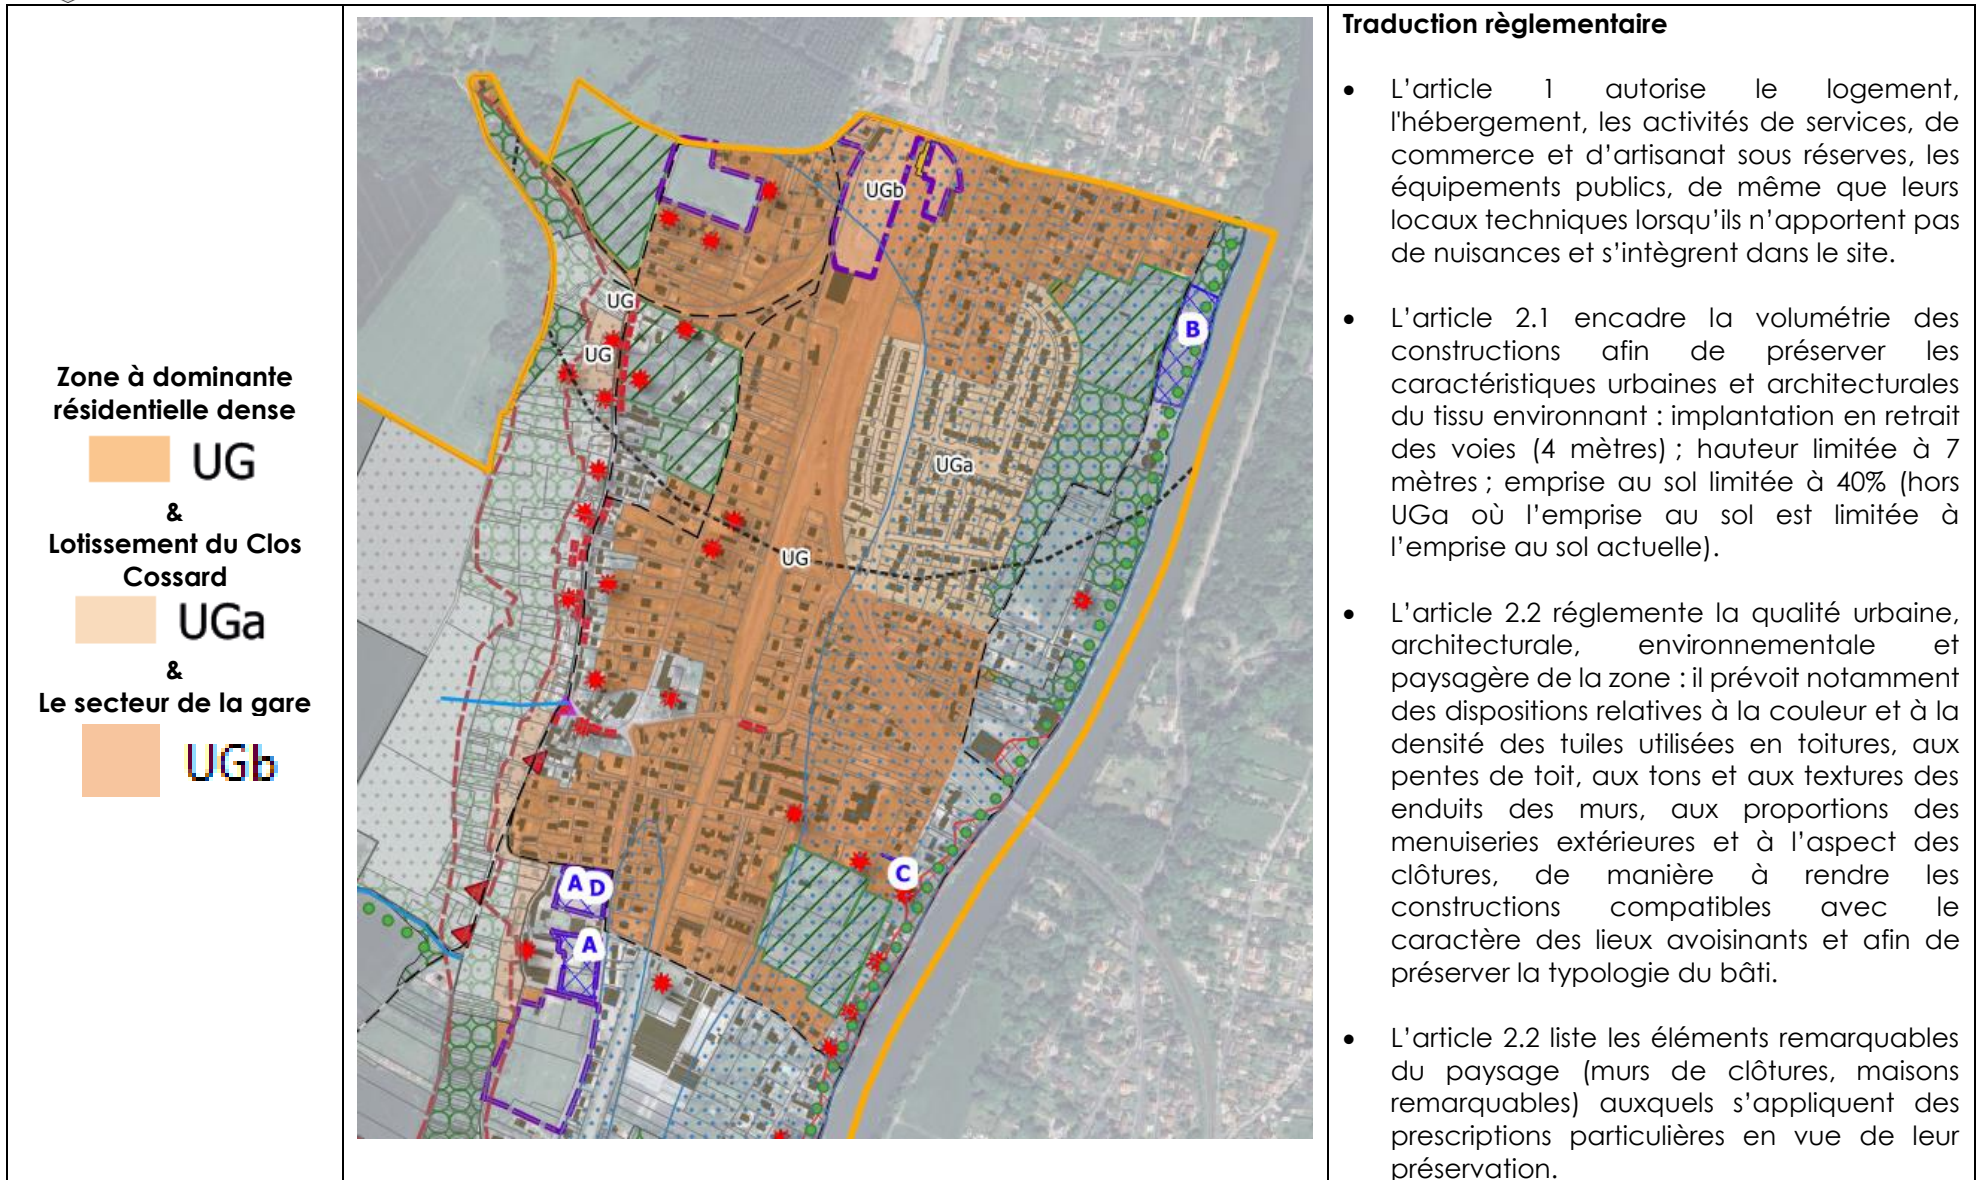 Zone à dominante
résidentielle dense
UG
&
Lotissement du Clos
Cossard
UGa
&
Le secteur de la gare
UGb
UGb
UG
B
UG
UGa
UG
C
A D
A
Traduction règlementaire
• L’article 1 autorise le logement,
l'hébergement, les activités de services, de
commerce et d’artisanat sous réserves, les
équipements publics, de même que leurs
locaux techniques lorsqu’ils n’apportent pas
de nuisances et s’intègrent dans le site.
• L’article 2.1 encadre la volumétrie des
constructions afin de préserver les
caractéristiques urbaines et architecturales
du tissu environnant : implantation en retrait
des voies (4 mètres) ; hauteur limitée à 7
mètres ; emprise au sol limitée à 40% (hors
UGa où l’emprise au sol est limitée à
l’emprise au sol actuelle).
• L’article 2.2 réglemente la qualité urbaine,
architecturale, environnementale et
paysagère de la zone : il prévoit notamment
des dispositions relatives à la couleur et à la
densité des tuiles utilisées en toitures, aux
pentes de toit, aux tons et aux textures des
enduits des murs, aux proportions des
menuiseries extérieures et à l’aspect des
clôtures, de manière à rendre les
constructions compatibles avec le
caractère des lieux avoisinants et afin de
préserver la typologie du bâti.
• L’article 2.2 liste les éléments remarquables
du paysage (murs de clôtures, maisons
remarquables) auxquels s’appliquent des
prescriptions particulières en vue de leur
préservation.